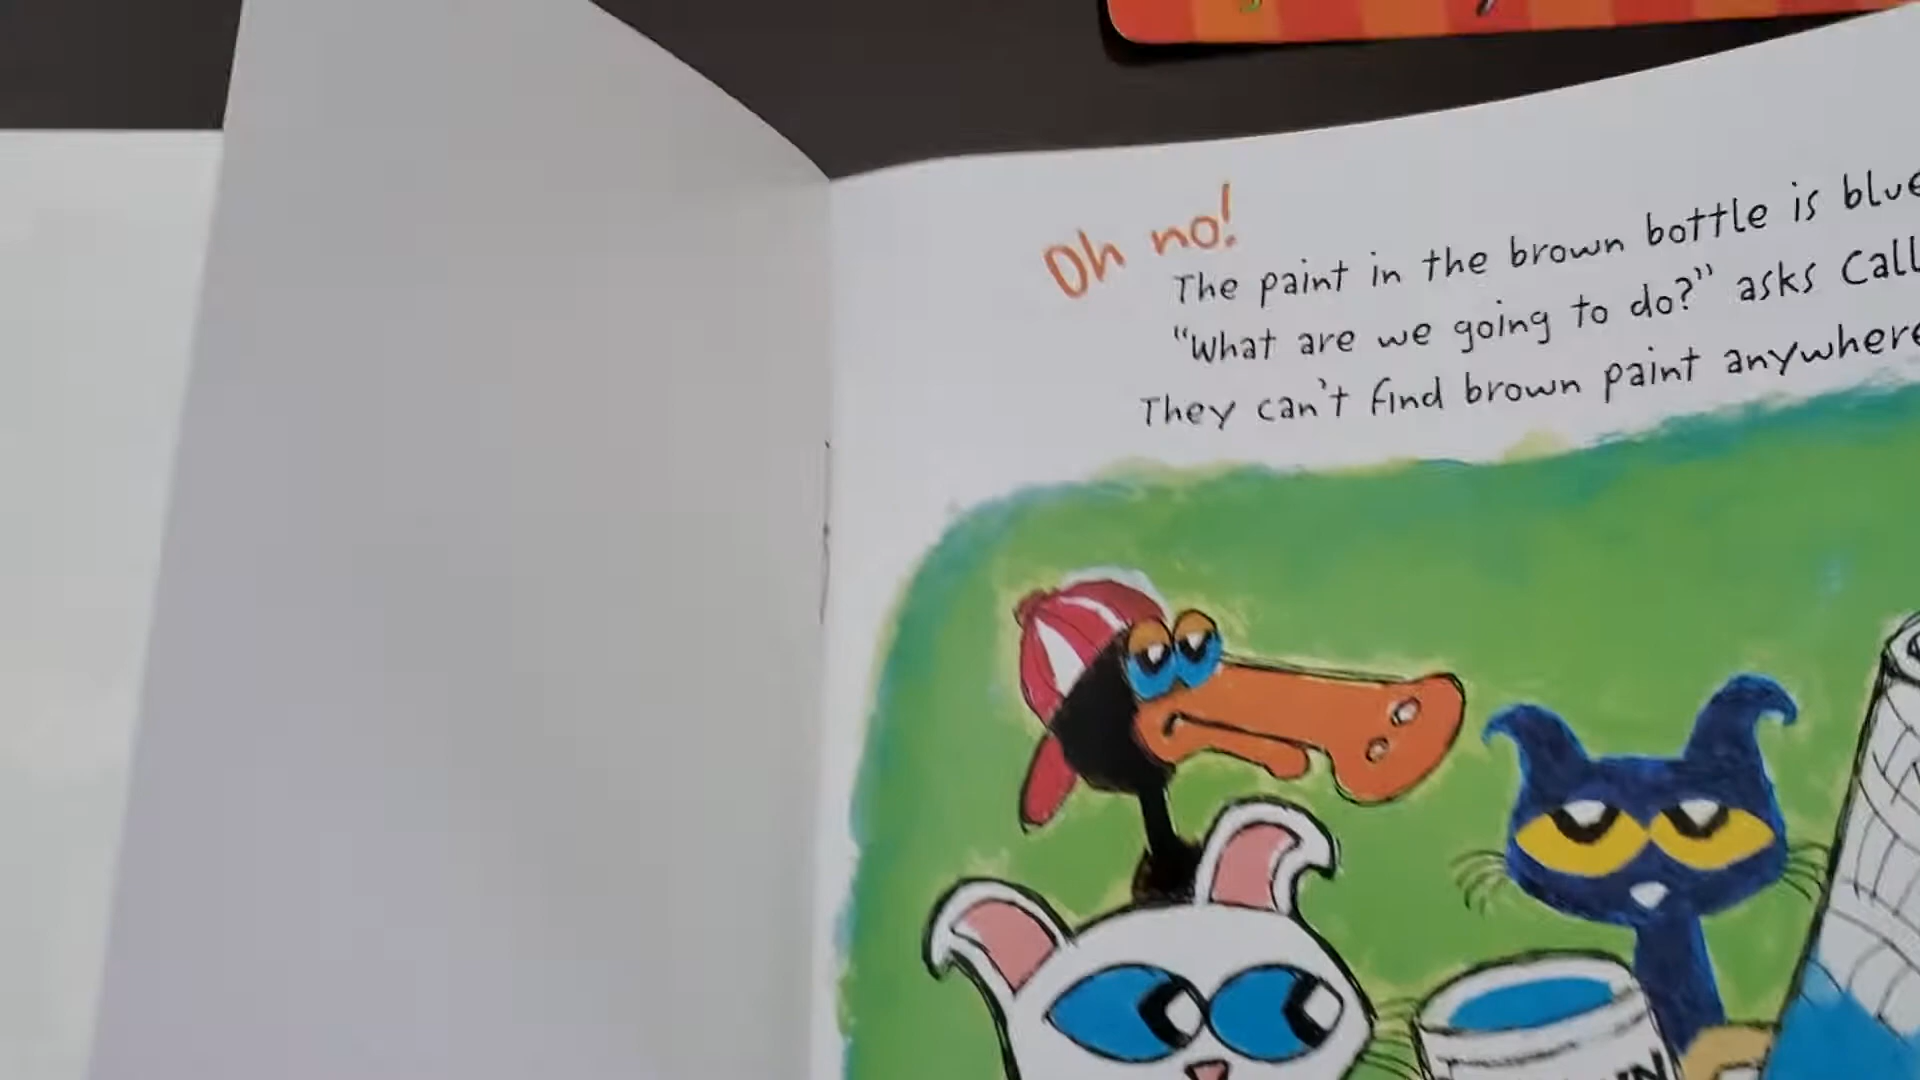 Oh no!
The paint in the brown bottle is blue
"What are we going to do?" asks Call
They can't find brown paint anywhere